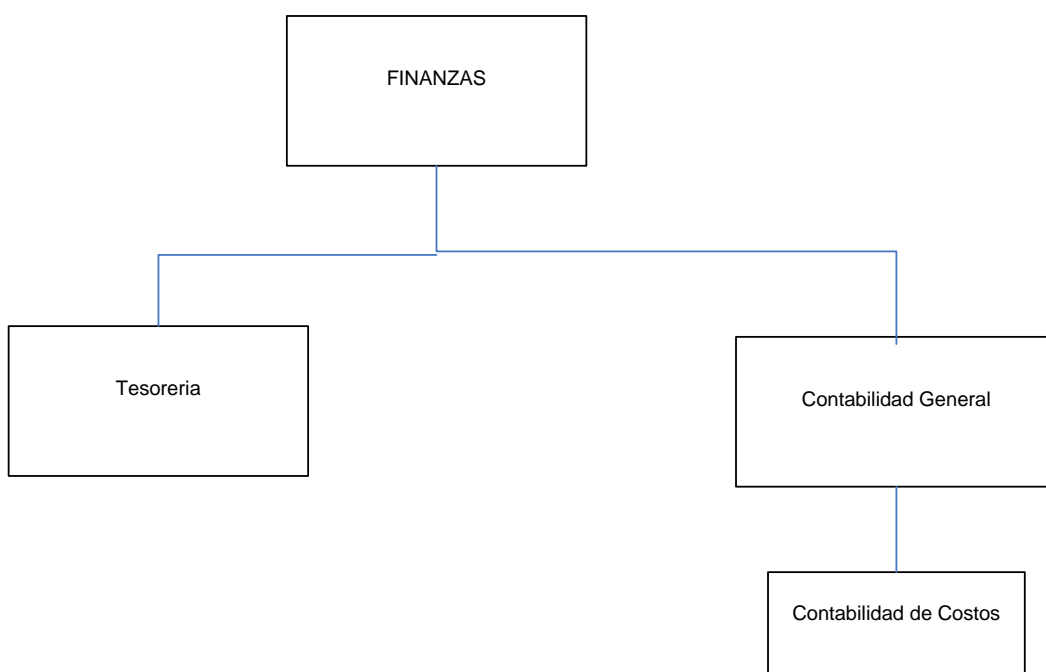 FINANZAS
Tesoreria
Contabilidad General
Contabilidad de Costos